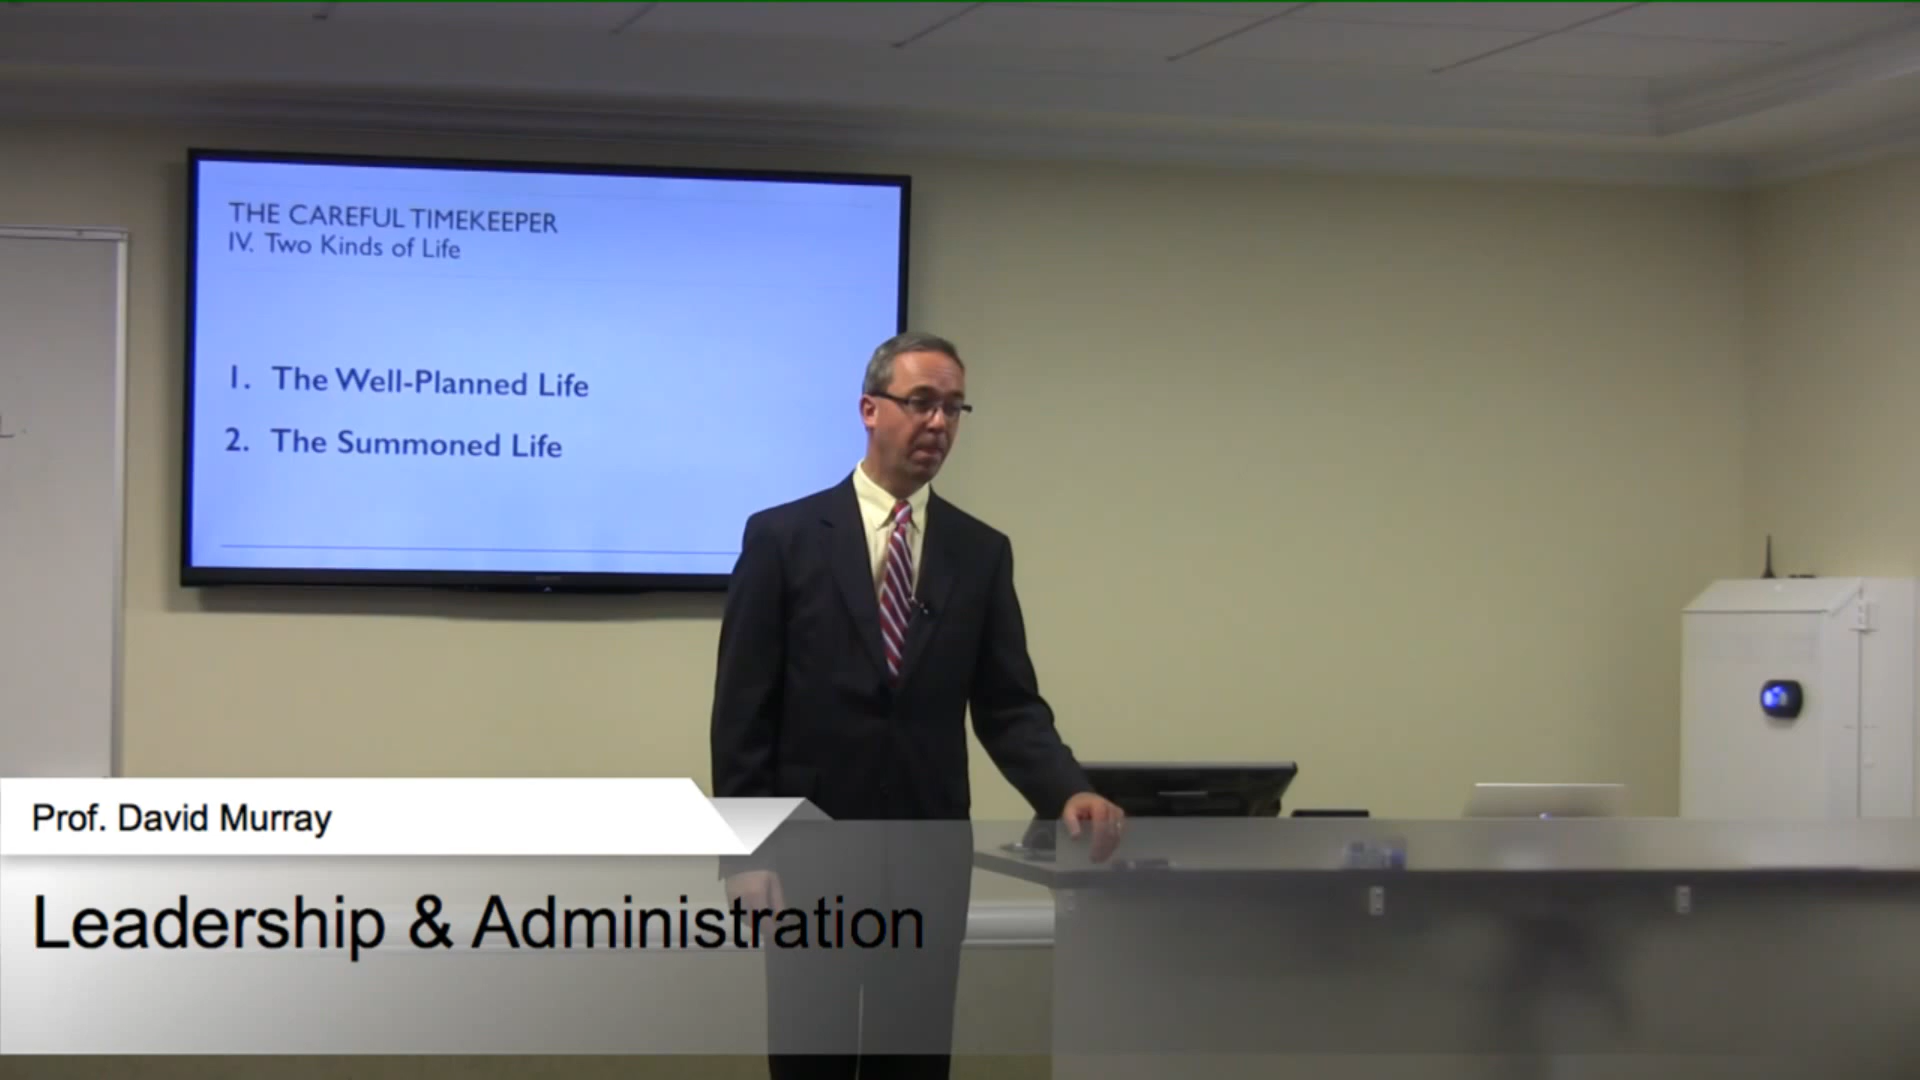 THE CAREFUL TIMEKEEPER
IV. Two Kinds of Life
1. The Well-Planned Life
2. The Summoned Life
Prof. David Murray
Leadership & Administration